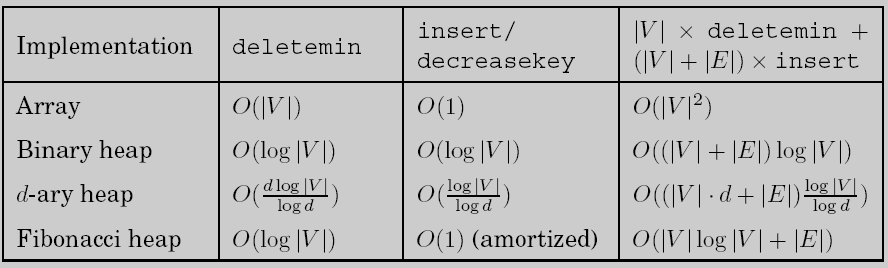 Implementation deletemin insert/ decreasekey |V| × deletemin + (|V| + |E|) × insert
Array O(|V|) O(1) O(|V|²)
Binary heap O(log |V|) O(log |V|) O((|V| + |E|) log |V|)
d-ary heap O(d log |V| / log d) O(log |V| / log d) O((|V| · d + |E|) log |V| / log d)
Fibonacci heap O(log |V|) O(1) (amortized) O(|V| log |V| + |E|)